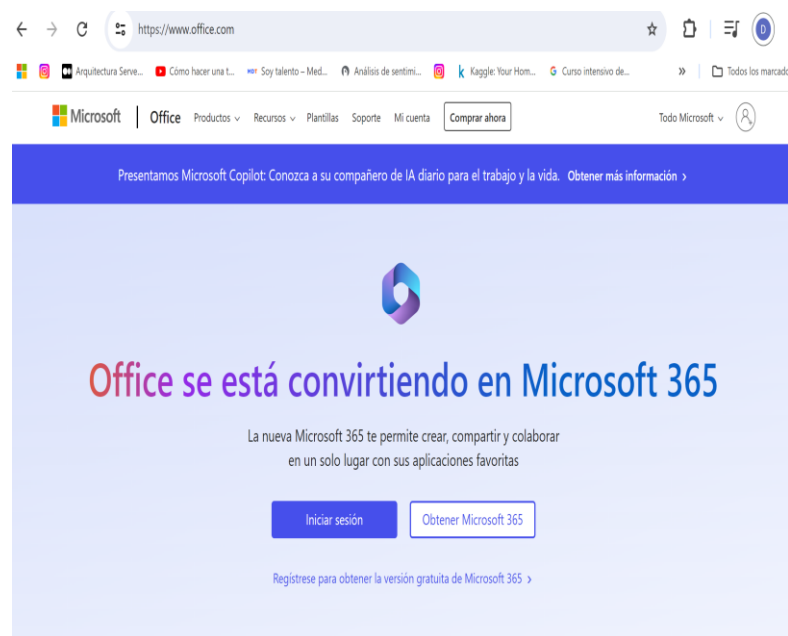 https://www.office.com
Arquitectura Serve... Cómo hacer una t... Soy talento – Med... Análisis de sentimi... Kaggle: Your Hom... Curso intensivo de... » Todos los marcado
Microsoft Office Productos Recursos Plantillas Soporte Mi cuenta Comprar ahora Todo Microsoft
Presentamos Microsoft Copilot: Conozca a su compañero de IA diario para el trabajo y la vida. Obtener más información >
Office se está convirtiendo en Microsoft 365
La nueva Microsoft 365 te permite crear, compartir y colaborar
en un solo lugar con sus aplicaciones favoritas
Iniciar sesión Obtener Microsoft 365
Regístrese para obtener la versión gratuita de Microsoft 365 >